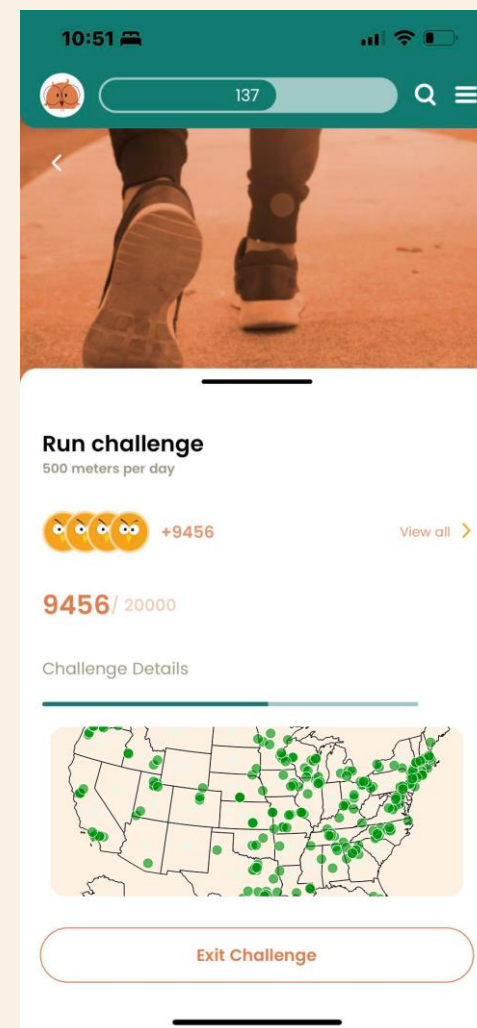 10:51
137
Run challenge
500 meters per day
+9456
View all
9456/ 20000
Challenge Details
Exit Challenge